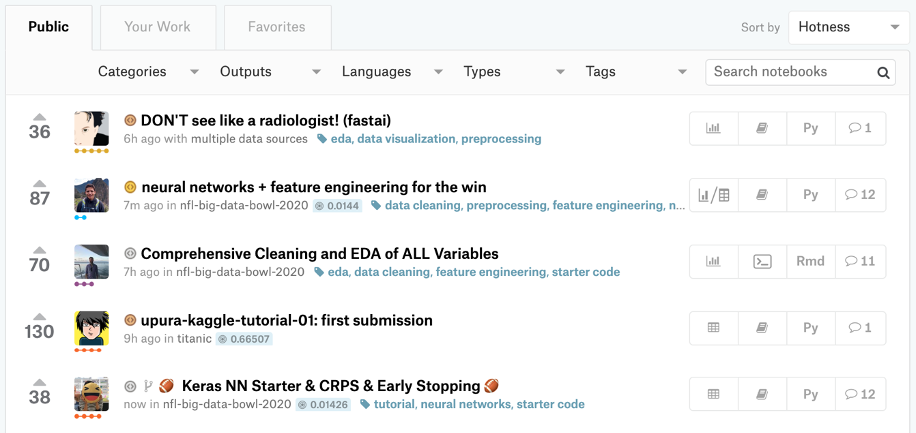 Public Your Work Favorites Sort by Hotness
Categories Outputs Languages Types Tags Search notebooks
36 DON'T see like a radiologist! (fastai) Py 1
6h ago with multiple data sources eda, data visualization, preprocessing
87 neural networks + feature engineering for the win Py 12
7m ago in nfl-big-data-bowl-2020 0.0144 data cleaning, preprocessing, feature engineering, n...
70 Comprehensive Cleaning and EDA of ALL Variables Rmd 11
7h ago in nfl-big-data-bowl-2020 eda, data cleaning, feature engineering, starter code
130 upura-kaggle-tutorial-01: first submission Py 1
9h ago in titanic 0.66507
38 🏈 Keras NN Starter & CRPS & Early Stopping 🏈 Py 12
now in nfl-big-data-bowl-2020 0.01426 tutorial, neural networks, starter code